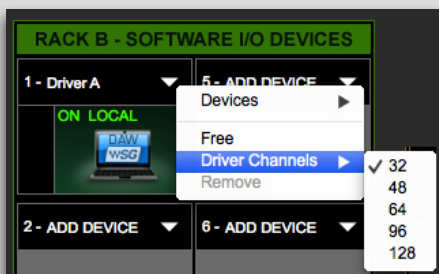 RACK B - SOFTWARE I/O DEVICES
1 - Driver A
5 - ADD DEVICE
ON LOCAL
DAW
WSG
Devices
Free
Driver Channels
Remove
✓ 32
48
64
96
128
2 - ADD DEVICE
6 - ADD DEVICE